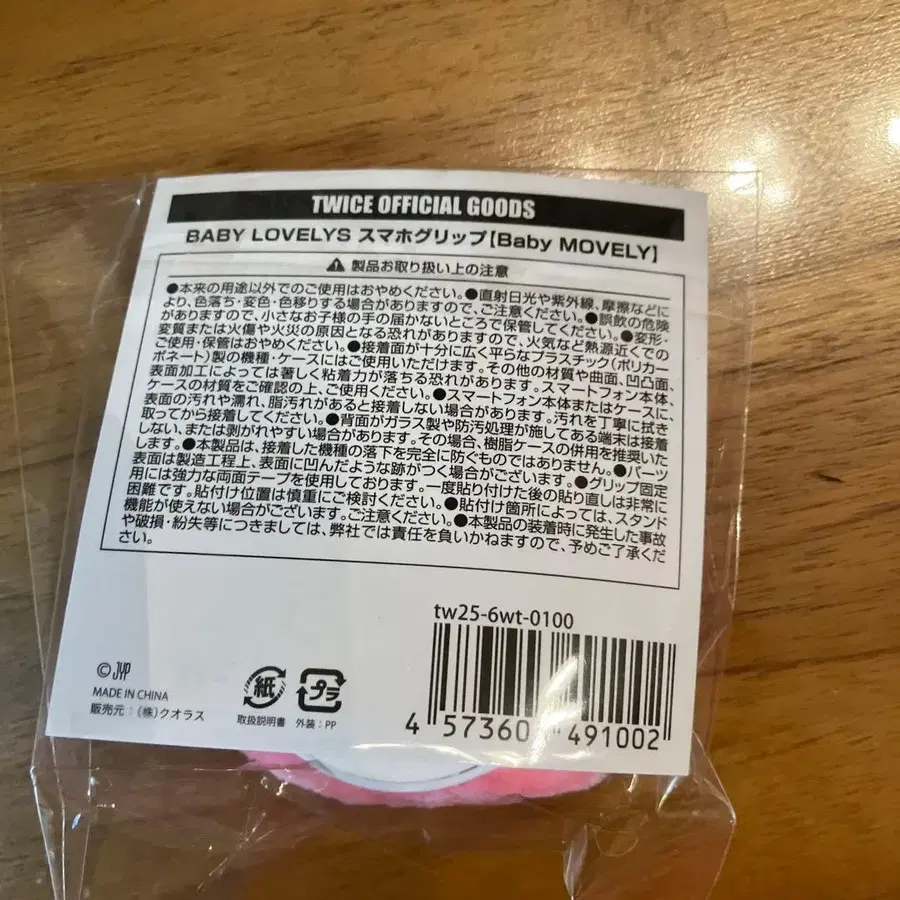 TWICE OFFICIAL GOODS
BABY LOVELYS スマホグリップ【Baby MOVELY】
製品お取り扱い上の注意
●本来の用途以外でのご使用はおやめください。●直射日光や紫外線、摩擦などに
より、色落ち・変色・色移りする場合がありますので、ご注意ください。●誤飲の危険
がありますので、小さなお子様の手の届かないところで保管してください。●変形・
変質または火傷や火災の原因となる恐れがありますので、火気など熱源近くでの
ご使用・保管はおやめください。●接着面が十分に広く平らなプラスチック(ポリカー
ボネート)製の機種・ケースにはご使用いただけます。その他の材質や曲面、凹凸面、
表面加工によっては著しく粘着力が落ちる恐れがあります。スマートフォン本体、
ケースの材質をご確認の上、ご使用ください。●スマートフォン本体またはケースに、
表面の汚れや濡れ、脂汚れがあると接着しない場合があります。汚れを丁寧に拭き
取ってから接着してください。●背面がガラス製や防汚処理が施してある端末は接着
しない、または剥がれやすい場合があります。その場合、樹脂ケースの併用を推奨いた
します。●本製品は、接着した機種の落下を完全に防ぐものではありません。●パーツ
表面は製造工程上、表面に凹んだような跡がつく場合がございます。●グリップ固定
用には強力な両面テープを使用しております。一度貼り付けた後の貼り直しは非常に
困難です。貼付け位置は慎重にご検討ください。●貼付け箇所によっては、スタンド
機能が使えない場合がございます。ご注意ください。●本製品の装着時に発生した事故
や破損・紛失等につきましては、弊社では責任を負いかねますので、予めご了承くだ
さい。
tw25-6wt-0100
© JYP
MADE IN CHINA
販売元:(株)クオラス
紙
プラ
取扱説明書
外装:PP
4 573360 491002